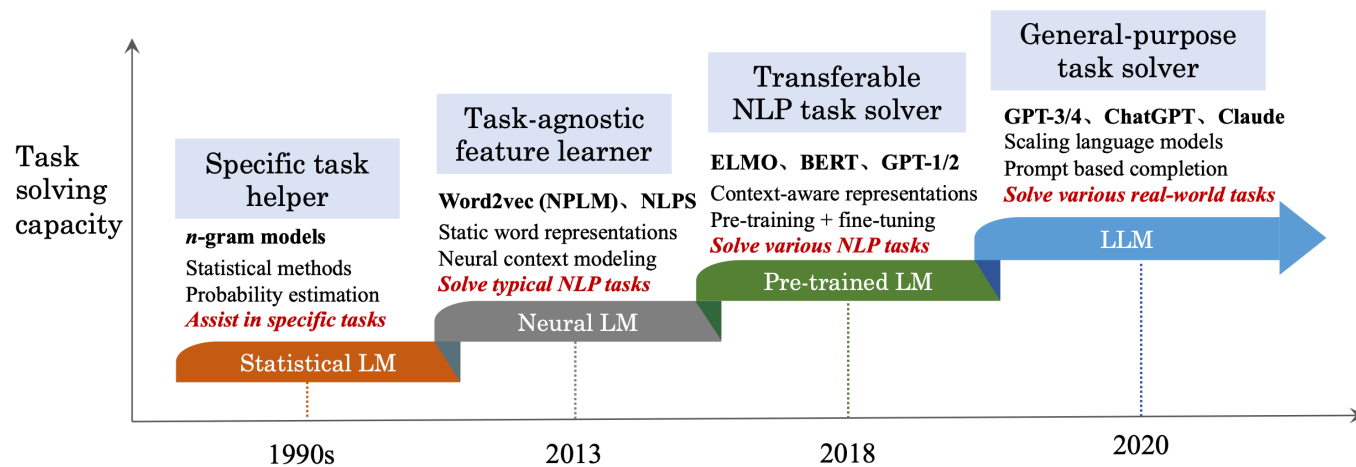 Task
solving
capacity
Specific task
helper
n-gram models
Statistical methods
Probability estimation
Assist in specific tasks
Statistical LM
1990s
Task-agnostic
feature learner
Word2vec (NPLM)、NLPS
Static word representations
Neural context modeling
Solve typical NLP tasks
Neural LM
2013
Transferable
NLP task solver
ELMO、BERT、GPT-1/2
Context-aware representations
Pre-training + fine-tuning
Solve various NLP tasks
Pre-trained LM
2018
General-purpose
task solver
GPT-3/4、ChatGPT、Claude
Scaling language models
Prompt based completion
Solve various real-world tasks
LLM
2020